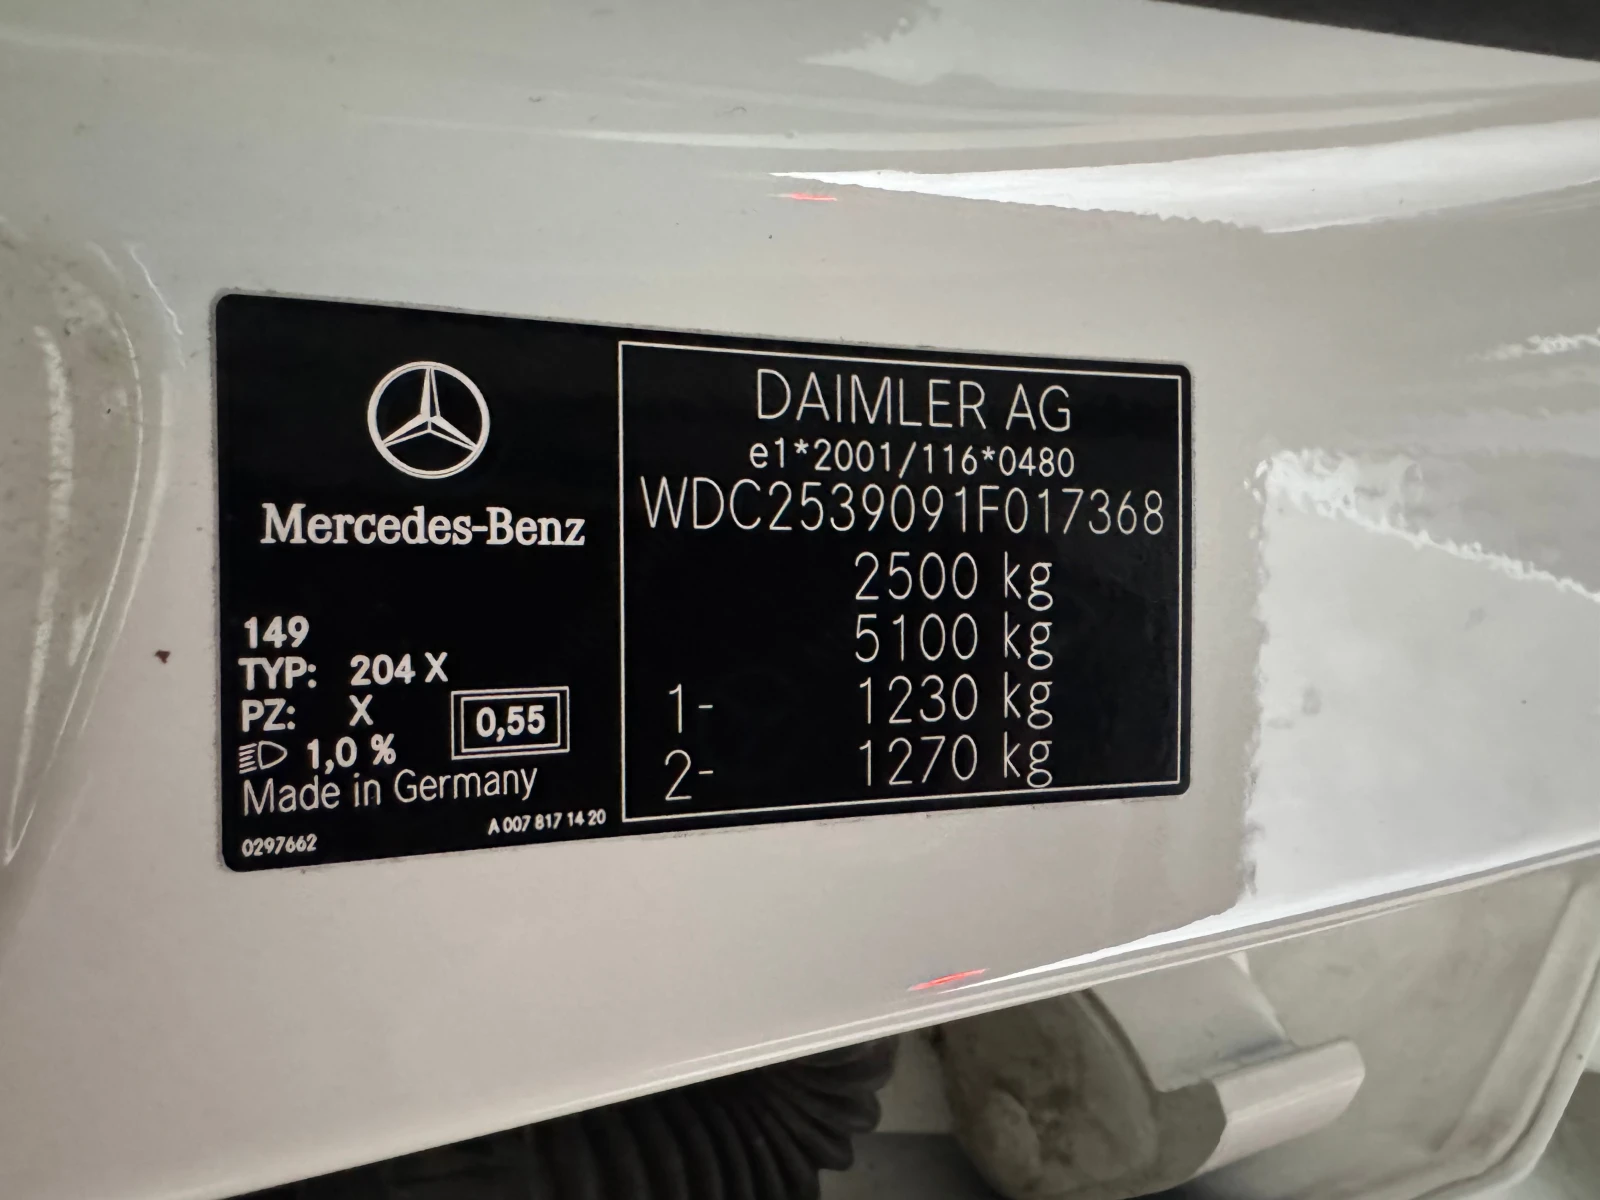 Mercedes-Benz
149
TYP: 204 X
PZ: X
0,55
1,0 %
Made in Germany
A 007 817 14 20
0297662
DAIMLER AG
e1*2001/116*0480
WDC2539091F017368
2500 kg
5100 kg
1- 1230 kg
2- 1270 kg